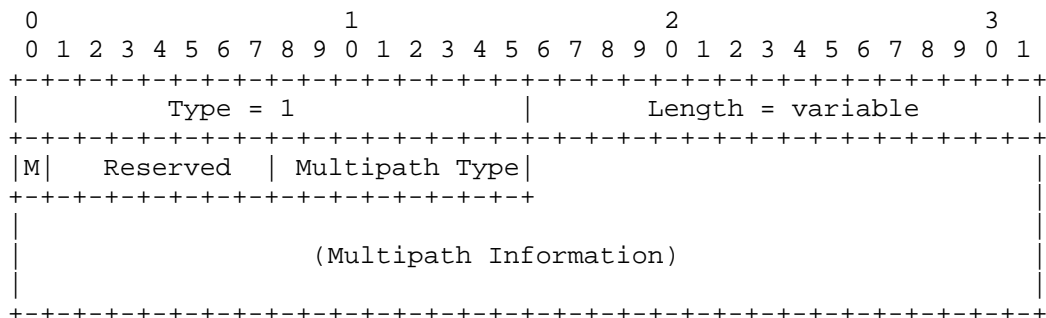 0                   1                   2                   3
 0 1 2 3 4 5 6 7 8 9 0 1 2 3 4 5 6 7 8 9 0 1 2 3 4 5 6 7 8 9 0 1
+-+-+-+-+-+-+-+-+-+-+-+-+-+-+-+-+-+-+-+-+-+-+-+-+-+-+-+-+-+-+-+-+
|         Type = 1              |       Length = variable       |
+-+-+-+-+-+-+-+-+-+-+-+-+-+-+-+-+-+-+-+-+-+-+-+-+-+-+-+-+-+-+-+-+
|M|   Reserved  | Multipath Type|                               |
+-+-+-+-+-+-+-+-+-+-+-+-+-+-+-+-+                               |
|                                                               |
|                  (Multipath Information)                      |
|                                                               |
+-+-+-+-+-+-+-+-+-+-+-+-+-+-+-+-+-+-+-+-+-+-+-+-+-+-+-+-+-+-+-+-+